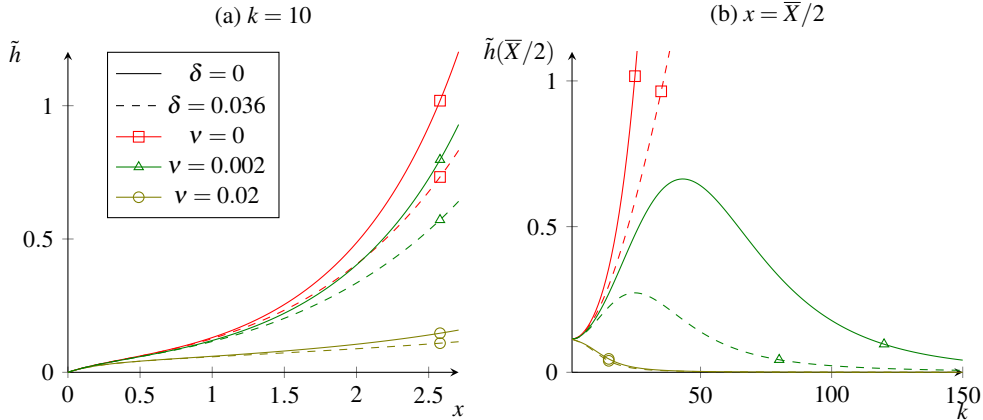 (a) k = 10
h̃
1
0.5
0
0
0.5
1
1.5
2
2.5
x
δ = 0
δ = 0.036
ν = 0
ν = 0.002
ν = 0.02
(b) x = X̅/2
h̃(X̅/2)
1
0.5
0
50
100
150
k